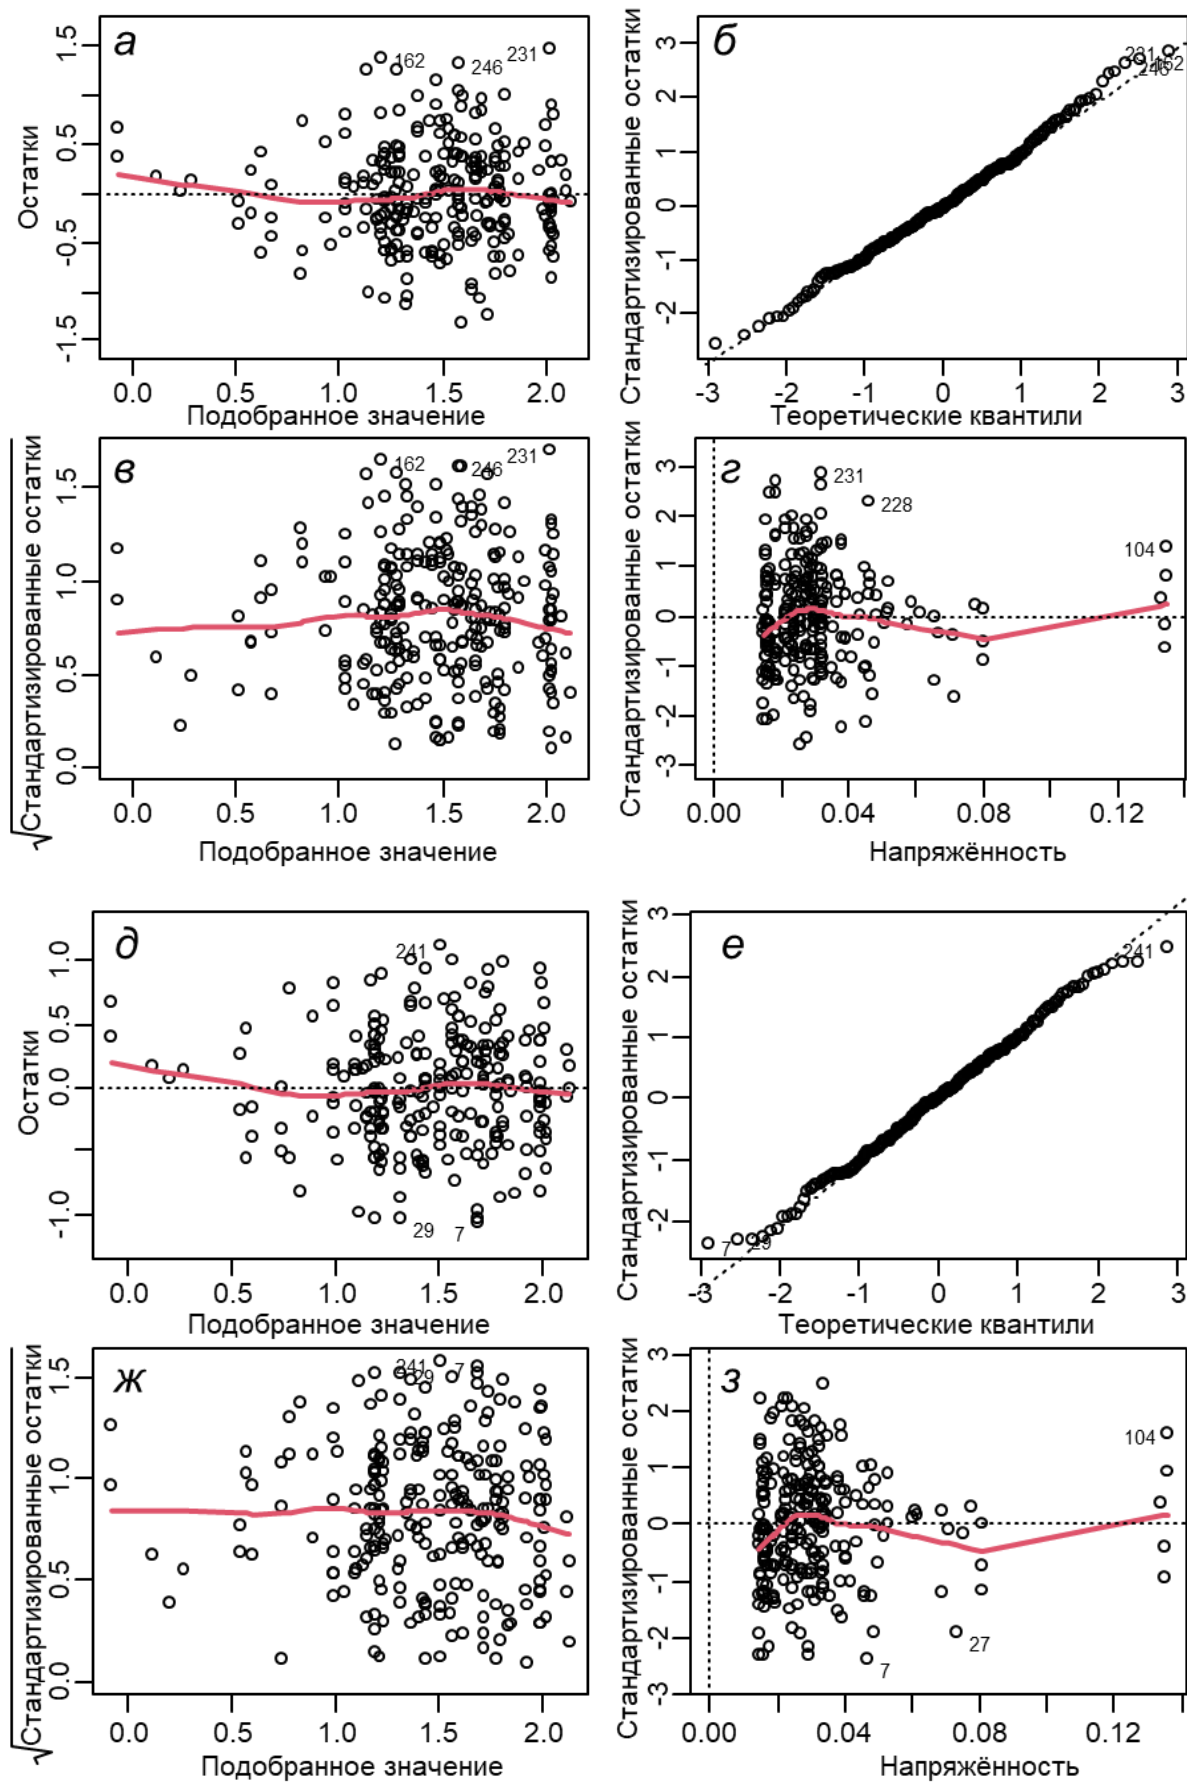 а
Остатки
1.5
0.5
-0.5
-1.5
162
246
231
0.0 0.5 1.0 1.5 2.0
Подобранное значение
б
Стандартизированные остатки
3
2
1
0
-1
-2
231
246
162
-3 -2 -1 0 1 2 3
Теоретические квантили
в
√Стандартизированные остатки
1.5
1.0
0.5
0.0
162
246
231
0.0 0.5 1.0 1.5 2.0
Подобранное значение
г
Стандартизированные остатки
3
2
1
0
-1
-2
-3
231
228
104
0.00 0.04 0.08 0.12
Напряжённость
д
Остатки
1.0
0.5
0.0
-1.0
241
29
7
0.0 0.5 1.0 1.5 2.0
Подобранное значение
е
Стандартизированные остатки
3
2
1
0
-1
-2
241
7
29
-3 -2 -1 0 1 2 3
Теоретические квантили
ж
√Стандартизированные остатки
1.5
1.0
0.5
0.0
241
29
7
0.0 0.5 1.0 1.5 2.0
Подобранное значение
з
Стандартизированные остатки
3
2
1
0
-1
-2
-3
104
27
7
0.00 0.04 0.08 0.12
Напряжённость